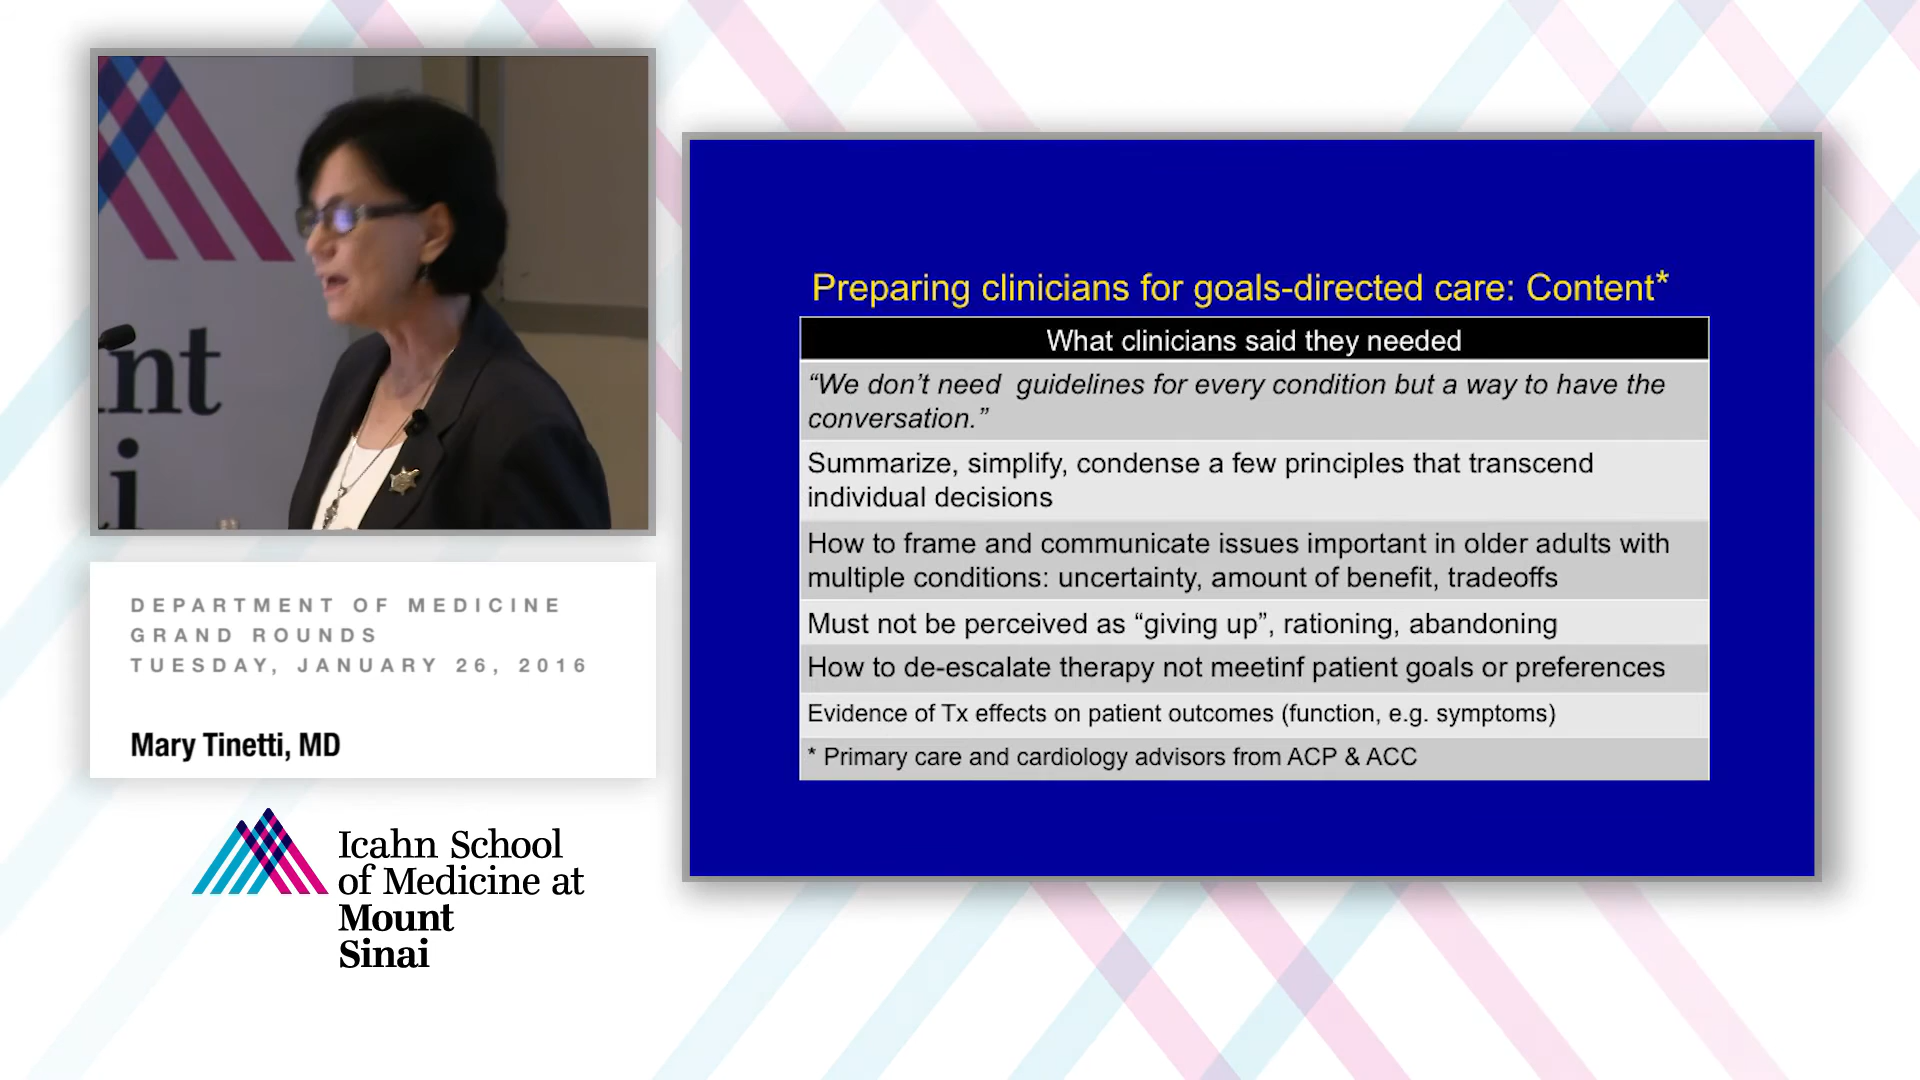 nt
i
DEPARTMENT OF MEDICINE
GRAND ROUNDS
TUESDAY, JANUARY 26, 2016
Mary Tinetti, MD
Icahn School
of Medicine at
Mount
Sinai
Preparing clinicians for goals-directed care: Content*
What clinicians said they needed
“We don’t need  guidelines for every condition but a way to have the
conversation.”
Summarize, simplify, condense a few principles that transcend
individual decisions
How to frame and communicate issues important in older adults with
multiple conditions: uncertainty, amount of benefit, tradeoffs
Must not be perceived as “giving up”, rationing, abandoning
How to de-escalate therapy not meetinf patient goals or preferences
Evidence of Tx effects on patient outcomes (function, e.g. symptoms)
* Primary care and cardiology advisors from ACP & ACC